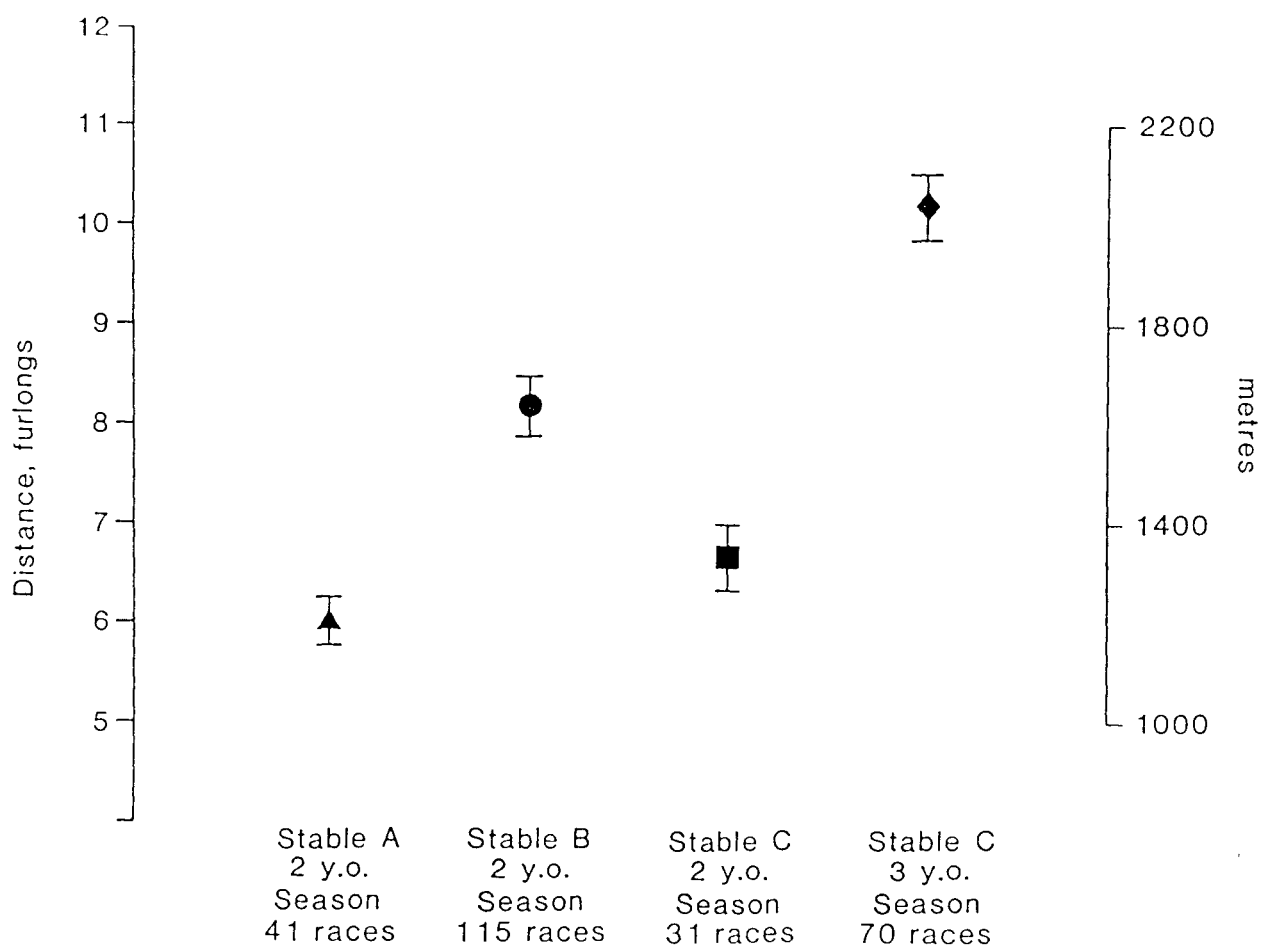 12
11
10
9
8
7
6
5
Distance, furlongs
2200
1800
1400
1000
metres
Stable A
2 y.o.
Season
41 races
Stable B
2 y.o.
Season
115 races
Stable C
2 y.o.
Season
31 races
Stable C
3 y.o.
Season
70 races